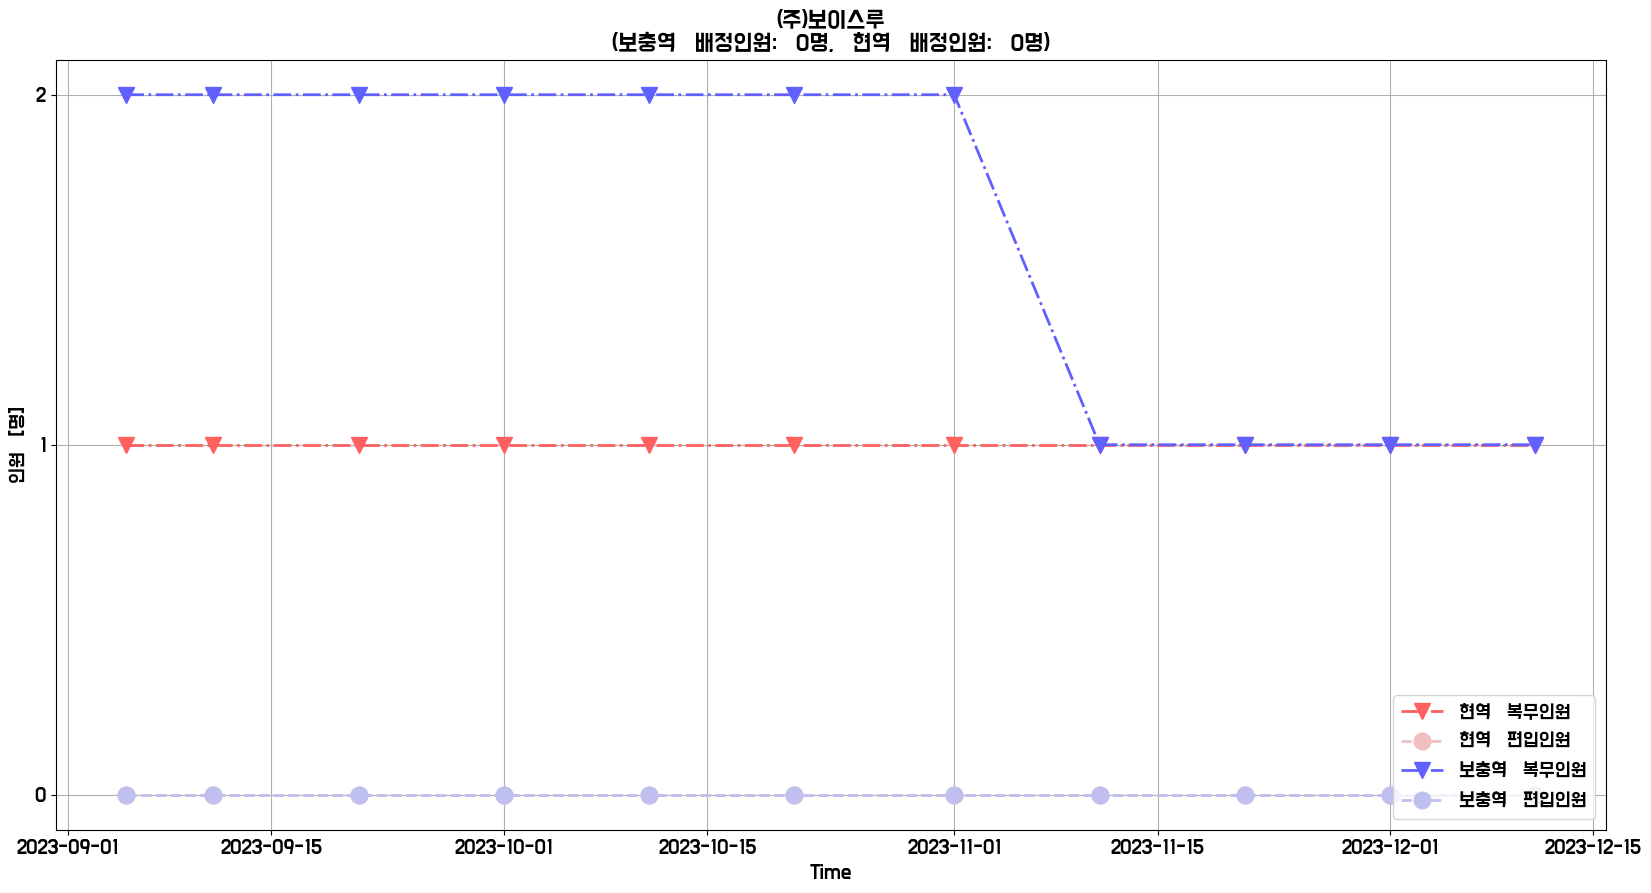 (주)보이스루
(보충역 배정인원: 0명, 현역 배정인원: 0명)
인원 [명]
2
1
0
현역 복무인원
현역 편입인원
보충역 복무인원
보충역 편입인원
2023-09-01 2023-09-15 2023-10-01 2023-10-15 2023-11-01 2023-11-15 2023-12-01 2023-12-15
Time